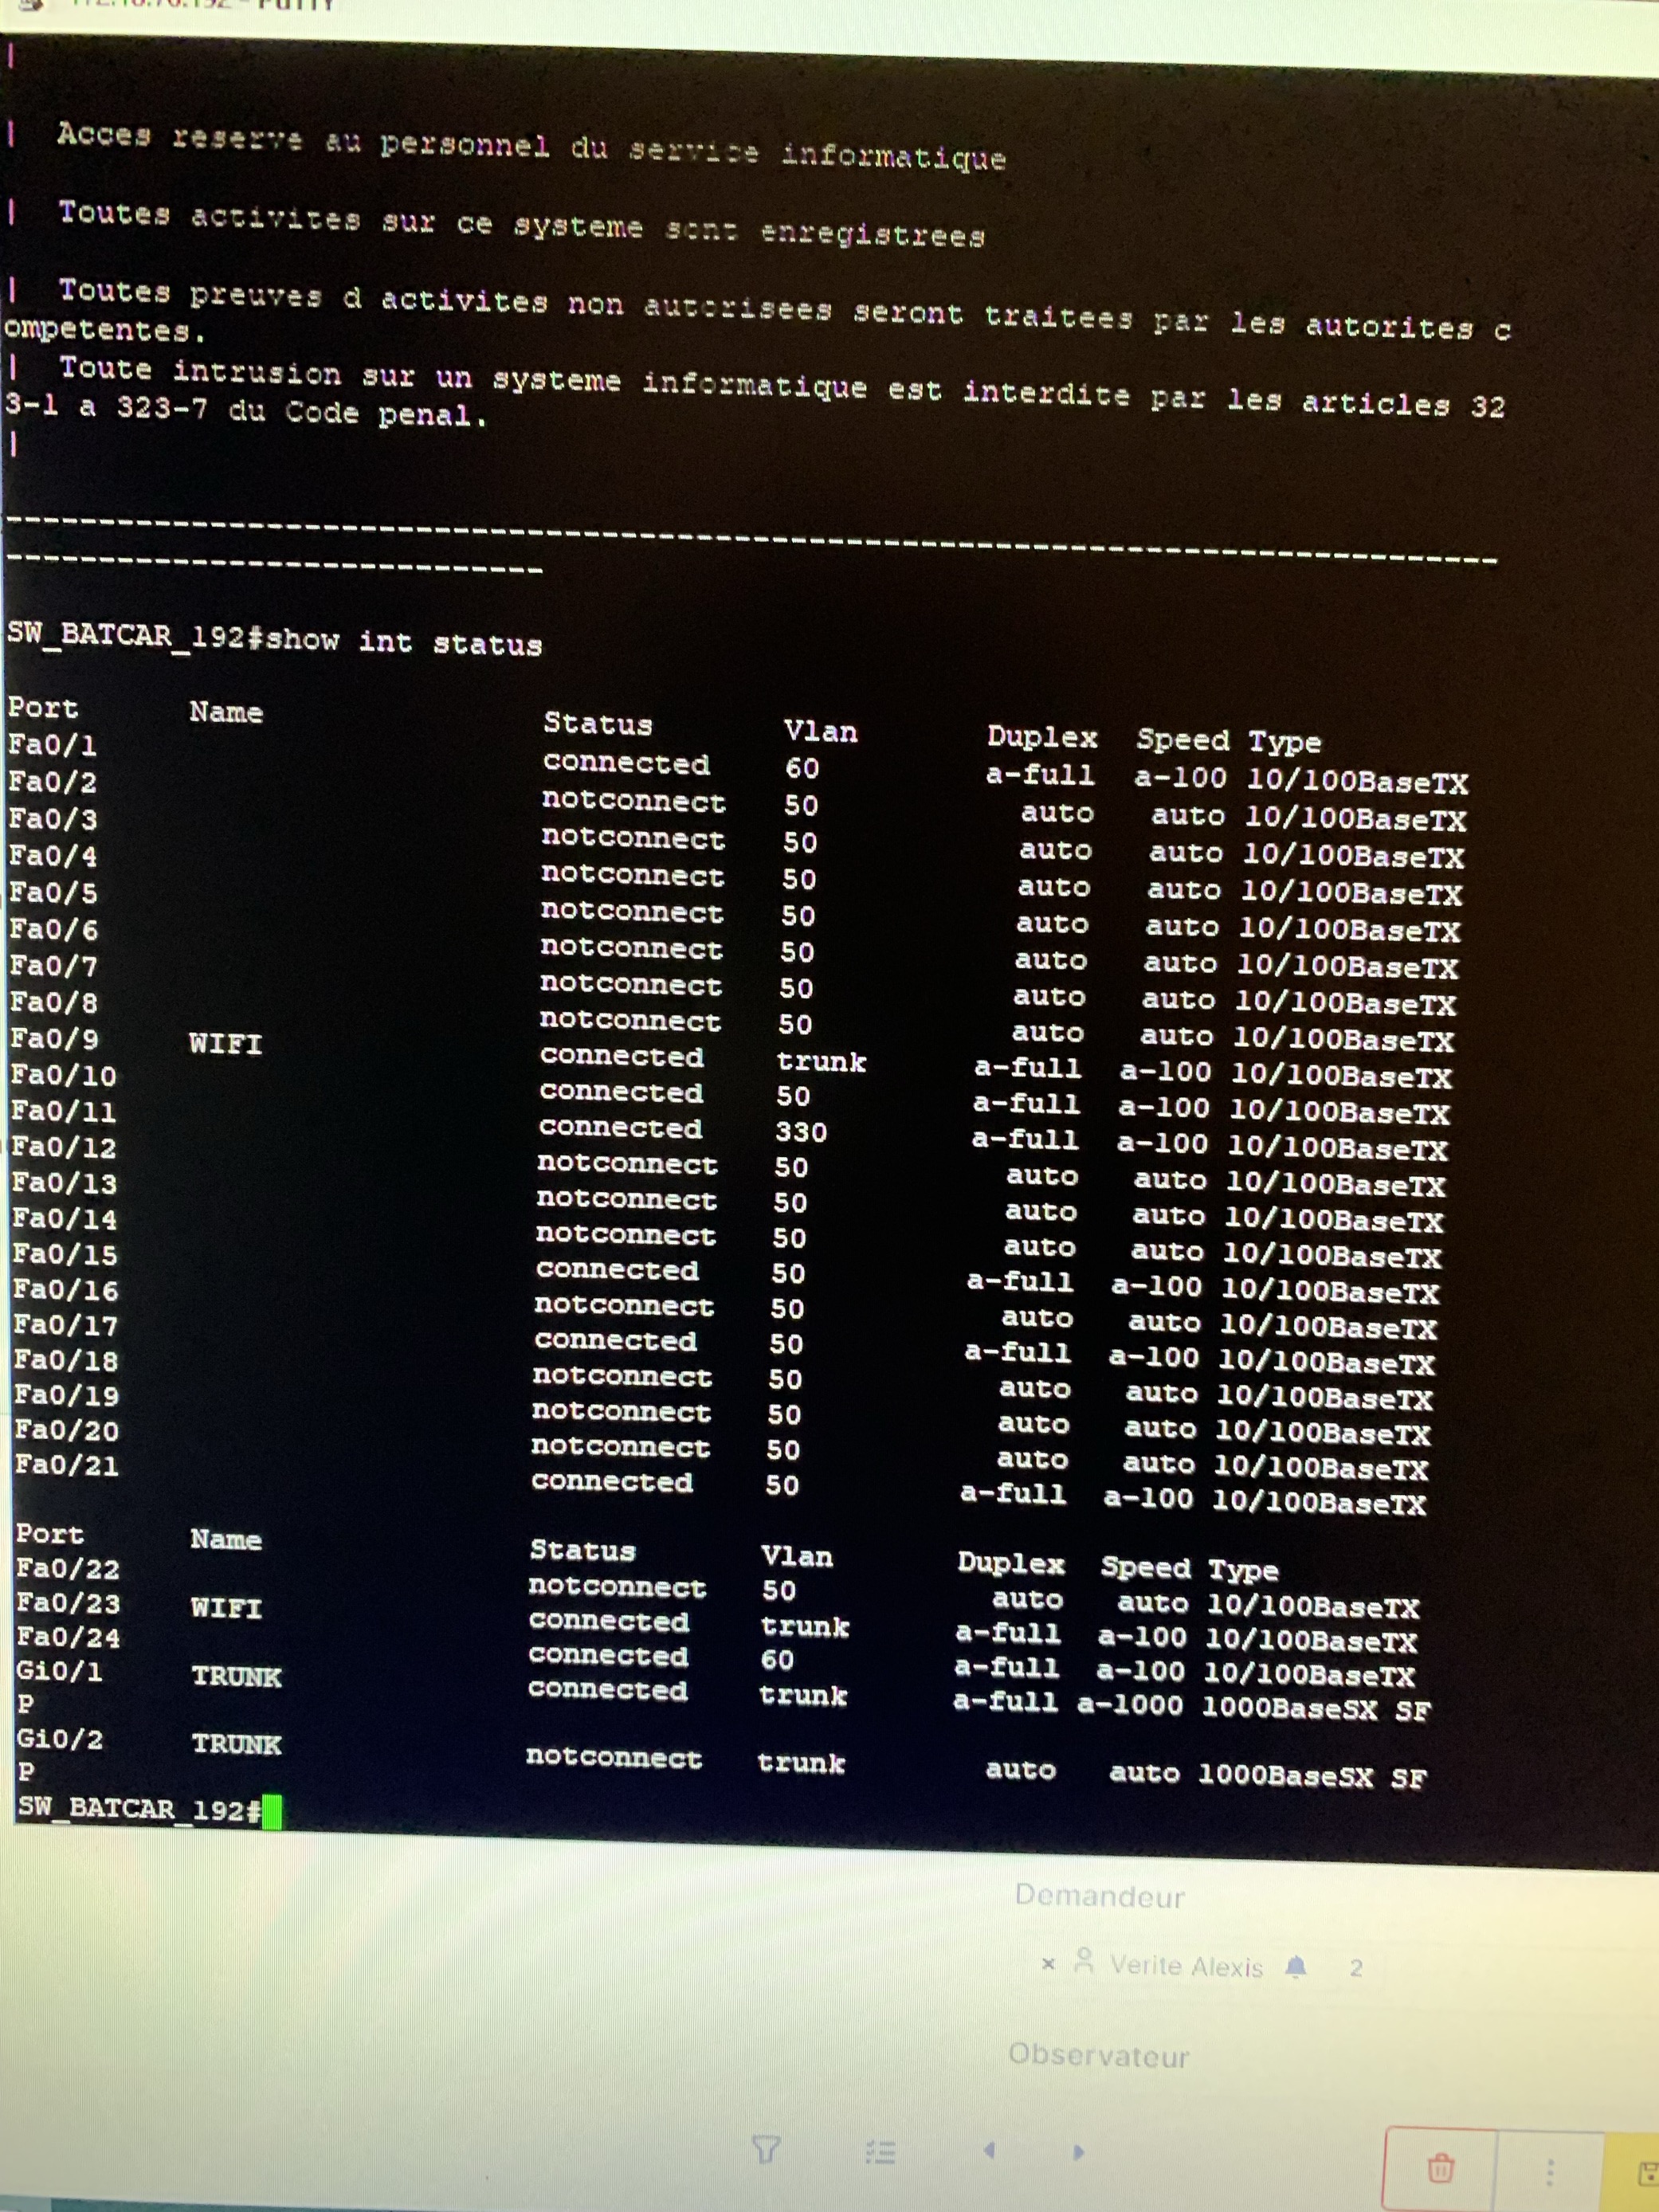 PuTTY
|
| Acces reserve au personnel du service informatique
| Toutes activites sur ce systeme sont enregistrees
| Toutes preuves d activites non autorisees seront traitees par les autorites c
ompetentes.
| Toute intrusion sur un systeme informatique est interdite par les articles 32
3-1 a 323-7 du Code penal.
|
--------------------------------------------------------------------------------
-----------------------------
SW_BATCAR_192#show int status
Port Name Status Vlan Duplex Speed Type
Fa0/1 connected 60 a-full a-100 10/100BaseTX
Fa0/2 notconnect 50 auto auto 10/100BaseTX
Fa0/3 notconnect 50 auto auto 10/100BaseTX
Fa0/4 notconnect 50 auto auto 10/100BaseTX
Fa0/5 notconnect 50 auto auto 10/100BaseTX
Fa0/6 notconnect 50 auto auto 10/100BaseTX
Fa0/7 notconnect 50 auto auto 10/100BaseTX
Fa0/8 notconnect 50 auto auto 10/100BaseTX
Fa0/9 WIFI connected trunk a-full a-100 10/100BaseTX
Fa0/10 connected 50 a-full a-100 10/100BaseTX
Fa0/11 connected 330 a-full a-100 10/100BaseTX
Fa0/12 notconnect 50 auto auto 10/100BaseTX
Fa0/13 notconnect 50 auto auto 10/100BaseTX
Fa0/14 notconnect 50 auto auto 10/100BaseTX
Fa0/15 connected 50 a-full a-100 10/100BaseTX
Fa0/16 notconnect 50 auto auto 10/100BaseTX
Fa0/17 connected 50 a-full a-100 10/100BaseTX
Fa0/18 notconnect 50 auto auto 10/100BaseTX
Fa0/19 notconnect 50 auto auto 10/100BaseTX
Fa0/20 notconnect 50 auto auto 10/100BaseTX
Fa0/21 connected 50 a-full a-100 10/100BaseTX
Port Name Status Vlan Duplex Speed Type
Fa0/22 notconnect 50 auto auto 10/100BaseTX
Fa0/23 WIFI connected trunk a-full a-100 10/100BaseTX
Fa0/24 connected 60 a-full a-100 10/100BaseTX
Gi0/1 TRUNK connected trunk a-full a-1000 1000BaseSX SF
P
Gi0/2 TRUNK notconnect trunk auto auto 1000BaseSX SF
P
SW_BATCAR_192#
Demandeur
× Verite Alexis 2
Observateur